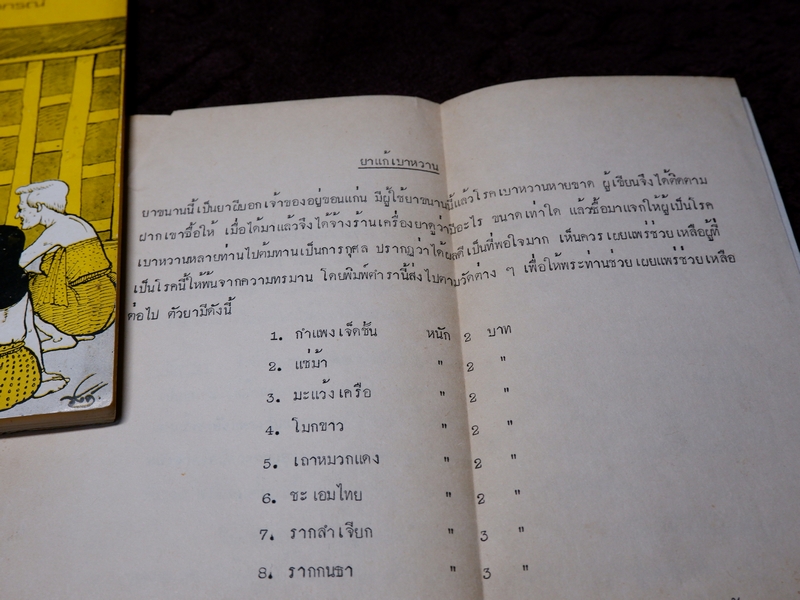 ยาแก้เบาหวาน
ยาขนานนี้เป็นยาผีบอก เจ้าของอยู่ขอนแก่น มีผู้ใช้ยาขนานนี้แล้วโรคเบาหวานหายขาด ผู้เขียนจึงได้ติดตาม
ฝากเขาซื้อให้ เมื่อได้มาแล้วจึงได้จ้างร้านเครื่องยาดูว่ามีอะไร ขนาดเท่าใด แล้วซื้อมาแจกให้ผู้เป็นโรค
เบาหวานหลายท่านไปต้มทานเป็นการกุศล ปรากฏว่าได้ผลดีเป็นที่พอใจมาก เห็นควรเผยแพร่ช่วยเหลือผู้ที่
เป็นโรคนี้ให้พ้นจากความทรมาน โดยพิมพ์ตำรานี้ส่งไปตามวัดต่าง ๆ เพื่อให้พระท่านช่วยเผยแพร่ช่วยเหลือ
ต่อไป ตัวยามีดังนี้
1. กำแพงเจ็ดชั้น หนัก 2 บาท
2. แซ่ม้า " 2 "
3. มะแว้งเครือ " 2 "
4. โมกขาว " 2 "
5. เถาหมวกแดง " 2 "
6. ชะเอมไทย " 2 "
7. รากลำเจียก " 3 "
8. รากกนธา " 3 "